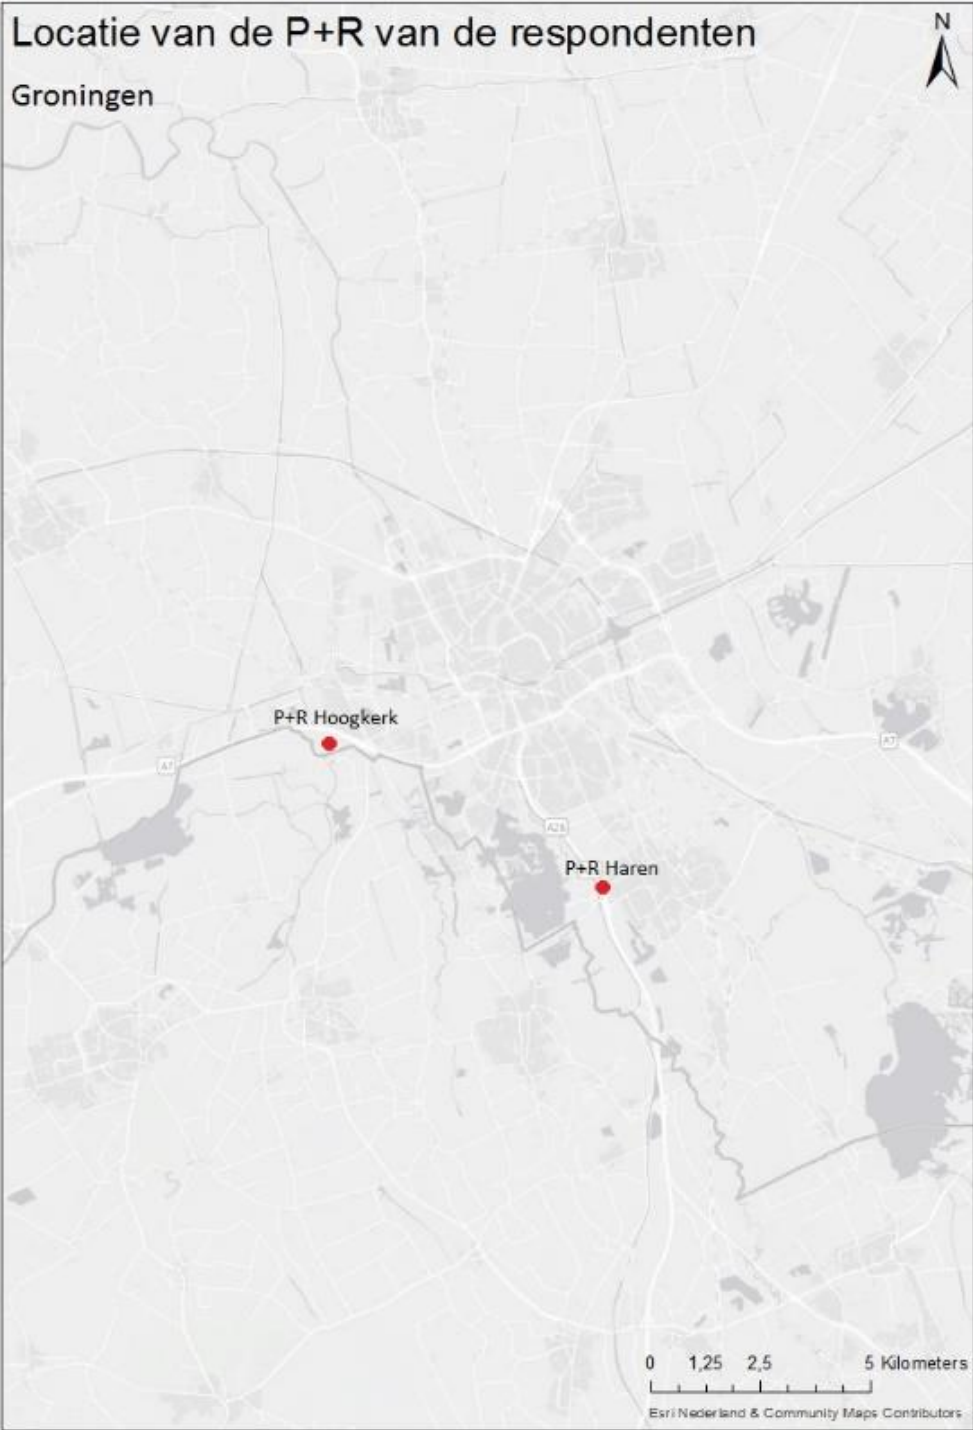 Locatie van de P+R van de respondenten
N
Groningen
P+R Hoogkerk
A7
A7
A28
P+R Haren
0 1,25 2,5 5 Kilometers
Esri Nederland & Community Maps Contributors